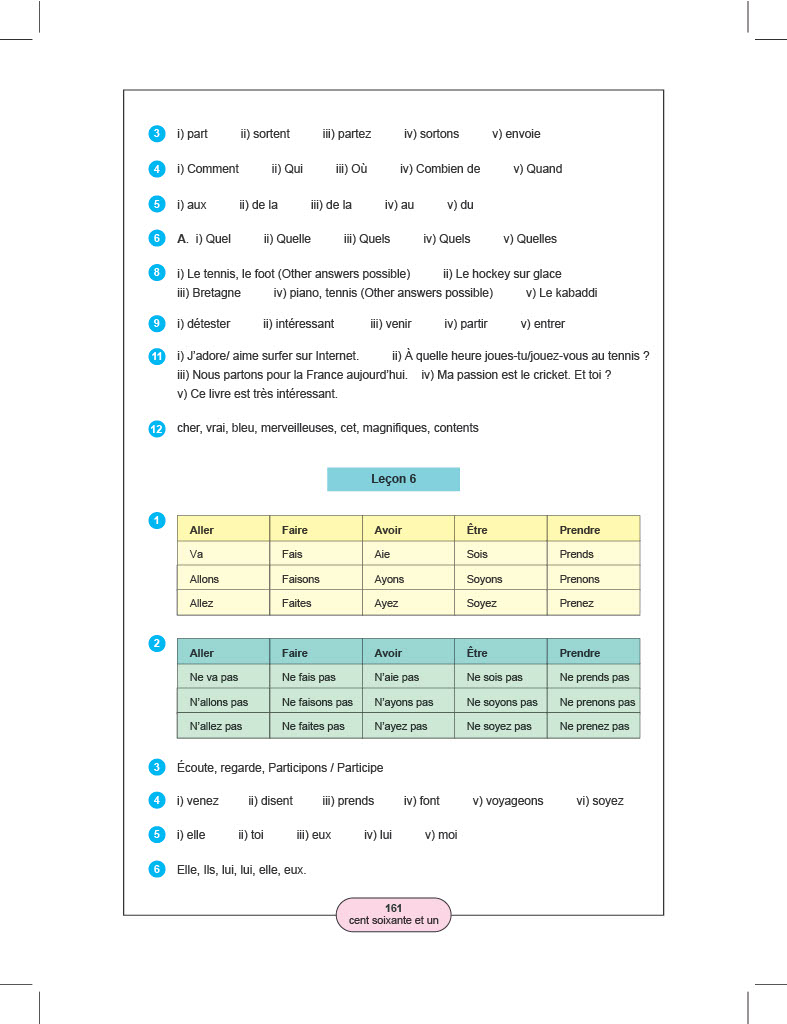 3 i) part ii) sortent iii) partez iv) sortons v) envoie
4 i) Comment ii) Qui iii) Où iv) Combien de v) Quand
5 i) aux ii) de la iii) de la iv) au v) du
6 A. i) Quel ii) Quelle iii) Quels iv) Quels v) Quelles
8 i) Le tennis, le foot (Other answers possible) ii) Le hockey sur glace
iii) Bretagne iv) piano, tennis (Other answers possible) v) Le kabaddi
9 i) détester ii) intéressant iii) venir iv) partir v) entrer
11 i) J'adore/ aime surfer sur Internet. ii) À quelle heure joues-tu/jouez-vous au tennis ?
iii) Nous partons pour la France aujourd'hui. iv) Ma passion est le cricket. Et toi ?
v) Ce livre est très intéressant.
12 cher, vrai, bleu, merveilleuses, cet, magnifiques, contents
Leçon 6
1 Aller Faire Avoir Être Prendre
Va Fais Aie Sois Prends
Allons Faisons Ayons Soyons Prenons
Allez Faites Ayez Soyez Prenez
2 Aller Faire Avoir Être Prendre
Ne va pas Ne fais pas N'aie pas Ne sois pas Ne prends pas
N'allons pas Ne faisons pas N'ayons pas Ne soyons pas Ne prenons pas
N'allez pas Ne faites pas N'ayez pas Ne soyez pas Ne prenez pas
3 Écoute, regarde, Participons / Participe
4 i) venez ii) disent iii) prends iv) font v) voyageons vi) soyez
5 i) elle ii) toi iii) eux iv) lui v) moi
6 Elle, Ils, lui, lui, elle, eux.
161
cent soixante et un